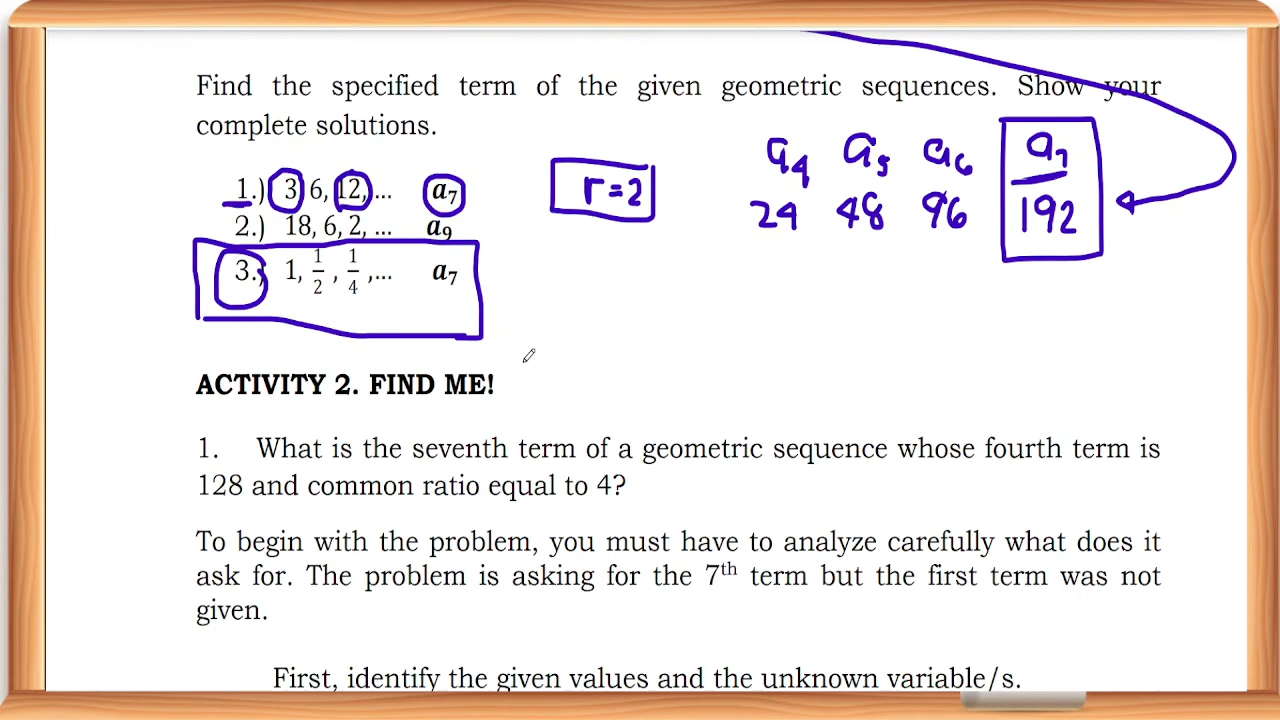 Find the specified term of the given geometric sequences. Show your
complete solutions.
a4 a5 a6 a7
1.) 3 6, 12, ... a₇ r=2
24 48 96 192
2.) 18, 6, 2, ... a₉
3.) 1, 1/2, 1/4 ,... a₇
ACTIVITY 2. FIND ME!
1. What is the seventh term of a geometric sequence whose fourth term is
128 and common ratio equal to 4?
To begin with the problem, you must have to analyze carefully what does it
ask for. The problem is asking for the 7th term but the first term was not
given.
First, identify the given values and the unknown variable/s.